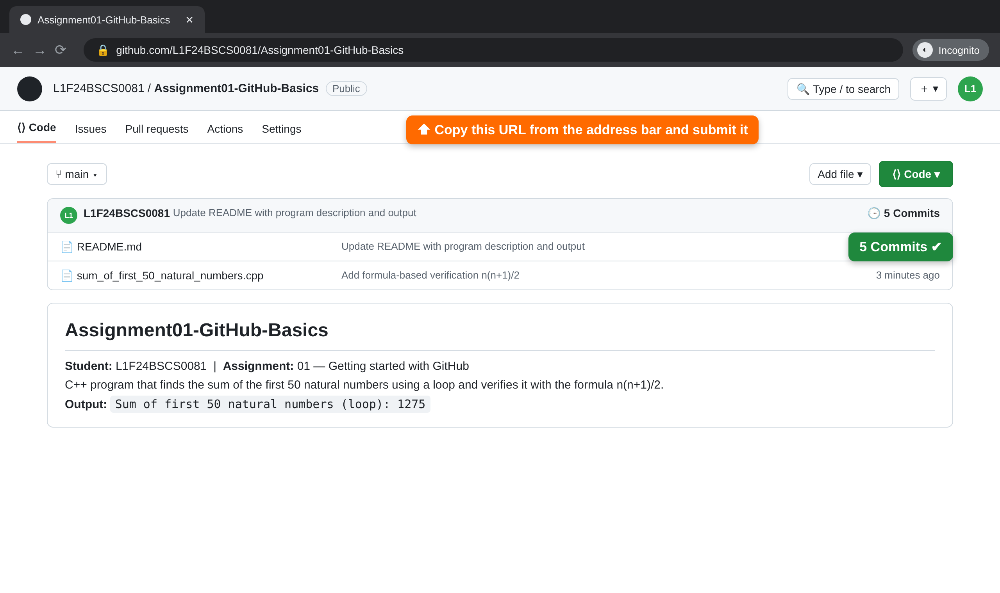 Assignment01-GitHub-Basics ✕
← → ⟳ 🔒 github.com/L1F24BSCS0081/Assignment01-GitHub-Basics Incognito
L1F24BSCS0081 / Assignment01-GitHub-Basics Public 🔍 Type / to search + ▾ L1
⟨⟩ Code Issues Pull requests Actions Settings
⬆ Copy this URL from the address bar and submit it
⑂ main ▾ Add file ▾ ⟨⟩ Code ▾
L1 L1F24BSCS0081 Update README with program description and output 🕒 5 Commits
📄 README.md Update README with program description and output
5 Commits ✔
📄 sum_of_first_50_natural_numbers.cpp Add formula-based verification n(n+1)/2 3 minutes ago
Assignment01-GitHub-Basics
Student: L1F24BSCS0081 | Assignment: 01 — Getting started with GitHub
C++ program that finds the sum of the first 50 natural numbers using a loop and verifies it with the formula n(n+1)/2.
Output: Sum of first 50 natural numbers (loop): 1275